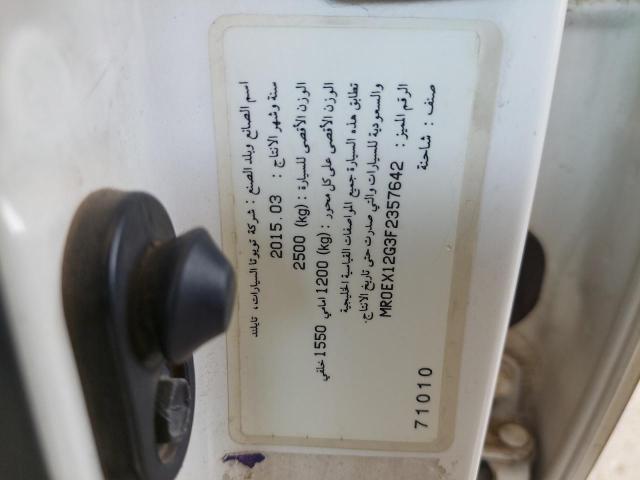 اسم الصانع وبلد الصنع : شركة تويوتا السيارات، تايلند
سنة وشهر الانتاج : 2015.03
الوزن الأقصى للسيارة : (kg) 2500
الوزن الأقصى على كل محور : (kg) 1200 امامي 1550 خلفي
تطابق هذه السيارة جميع المواصفات القياسية الخليجية
والسعودية للسيارات والتي صدرت حتى تاريخ الانتاج.
الرقم المميز : MR0EX12G3F2357642
صنف : شاحنة
71010